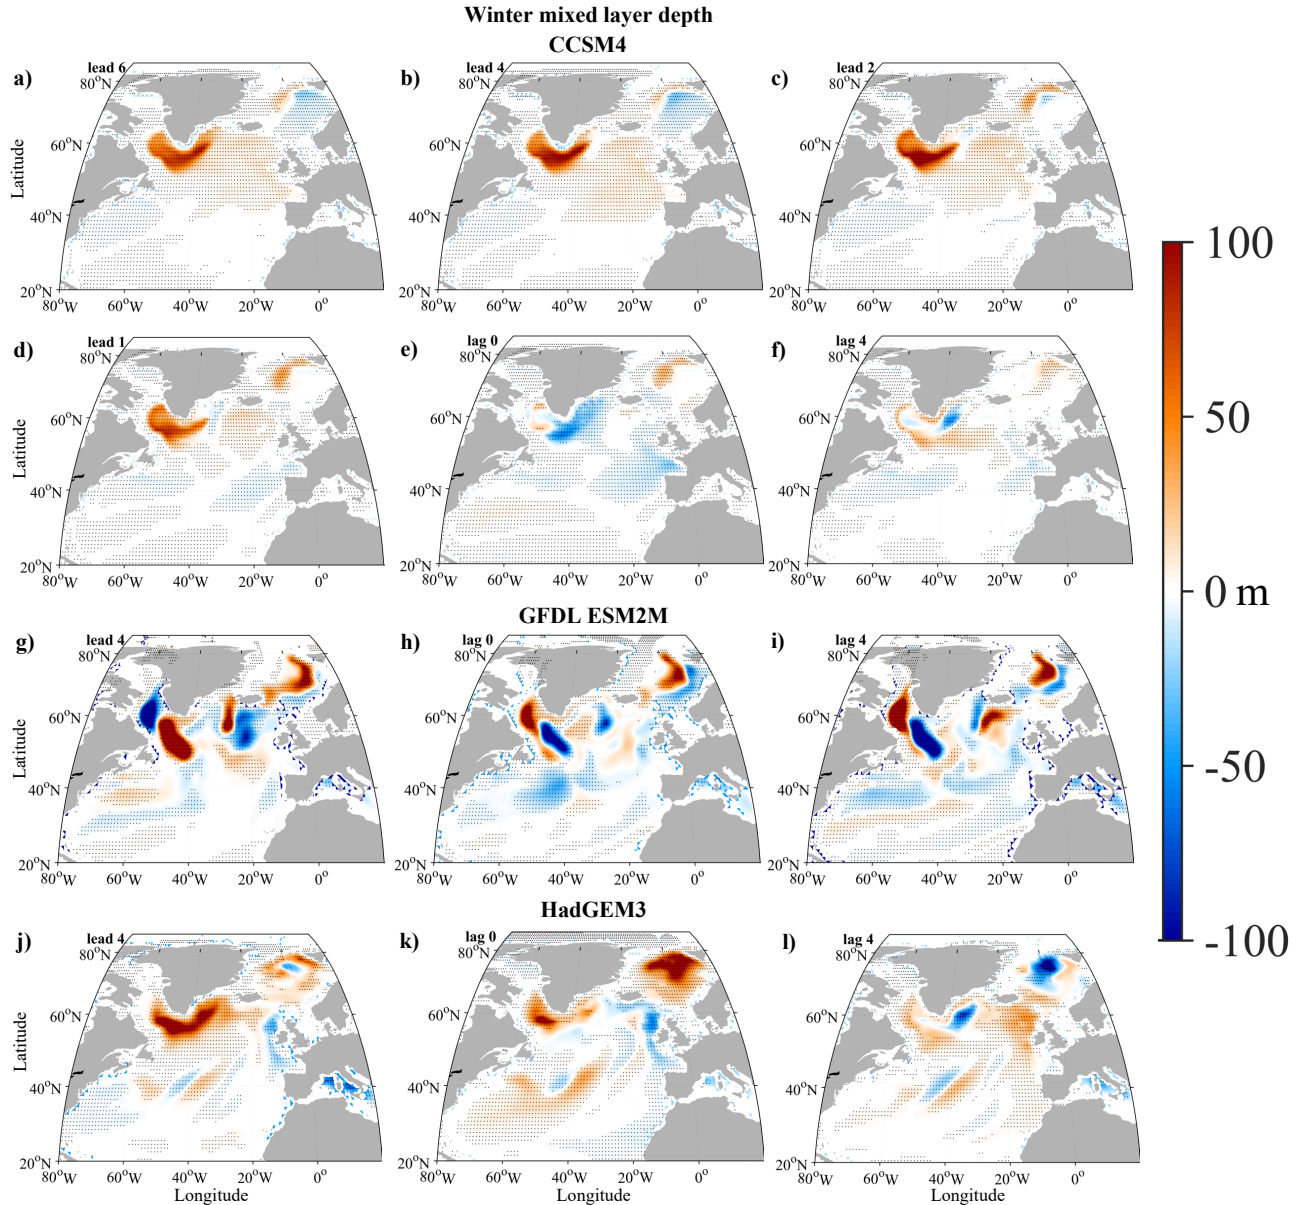 Winter mixed layer depth
CCSM4
a) lead 6 b) lead 4 c) lead 2
80°N 80°N 80°N
60°N 60°N 60°N
Latitude
40°N 40°N 40°N
20°N 20°N 20°N
80°W 60°W 40°W 20°W 0° 80°W 60°W 40°W 20°W 0° 80°W 60°W 40°W 20°W 0°
d) lead 1 e) lag 0 f) lag 4
80°N 80°N 80°N
60°N 60°N 60°N
Latitude
40°N 40°N 40°N
20°N 20°N 20°N
80°W 60°W 40°W 20°W 0° 80°W 60°W 40°W 20°W 0° 80°W 60°W 40°W 20°W 0°
GFDL ESM2M
g) lead 4 h) lag 0 i) lag 4
80°N 80°N 80°N
60°N 60°N 60°N
Latitude
40°N 40°N 40°N
20°N 20°N 20°N
80°W 60°W 40°W 20°W 0° 80°W 60°W 40°W 20°W 0° 80°W 60°W 40°W 20°W 0°
HadGEM3
j) lead 4 k) lag 0 l) lag 4
80°N 80°N 80°N
60°N 60°N 60°N
Latitude
40°N 40°N 40°N
20°N 20°N 20°N
80°W 60°W 40°W 20°W 0° 80°W 60°W 40°W 20°W 0° 80°W 60°W 40°W 20°W 0°
Longitude Longitude Longitude
100
50
0 m
-50
-100